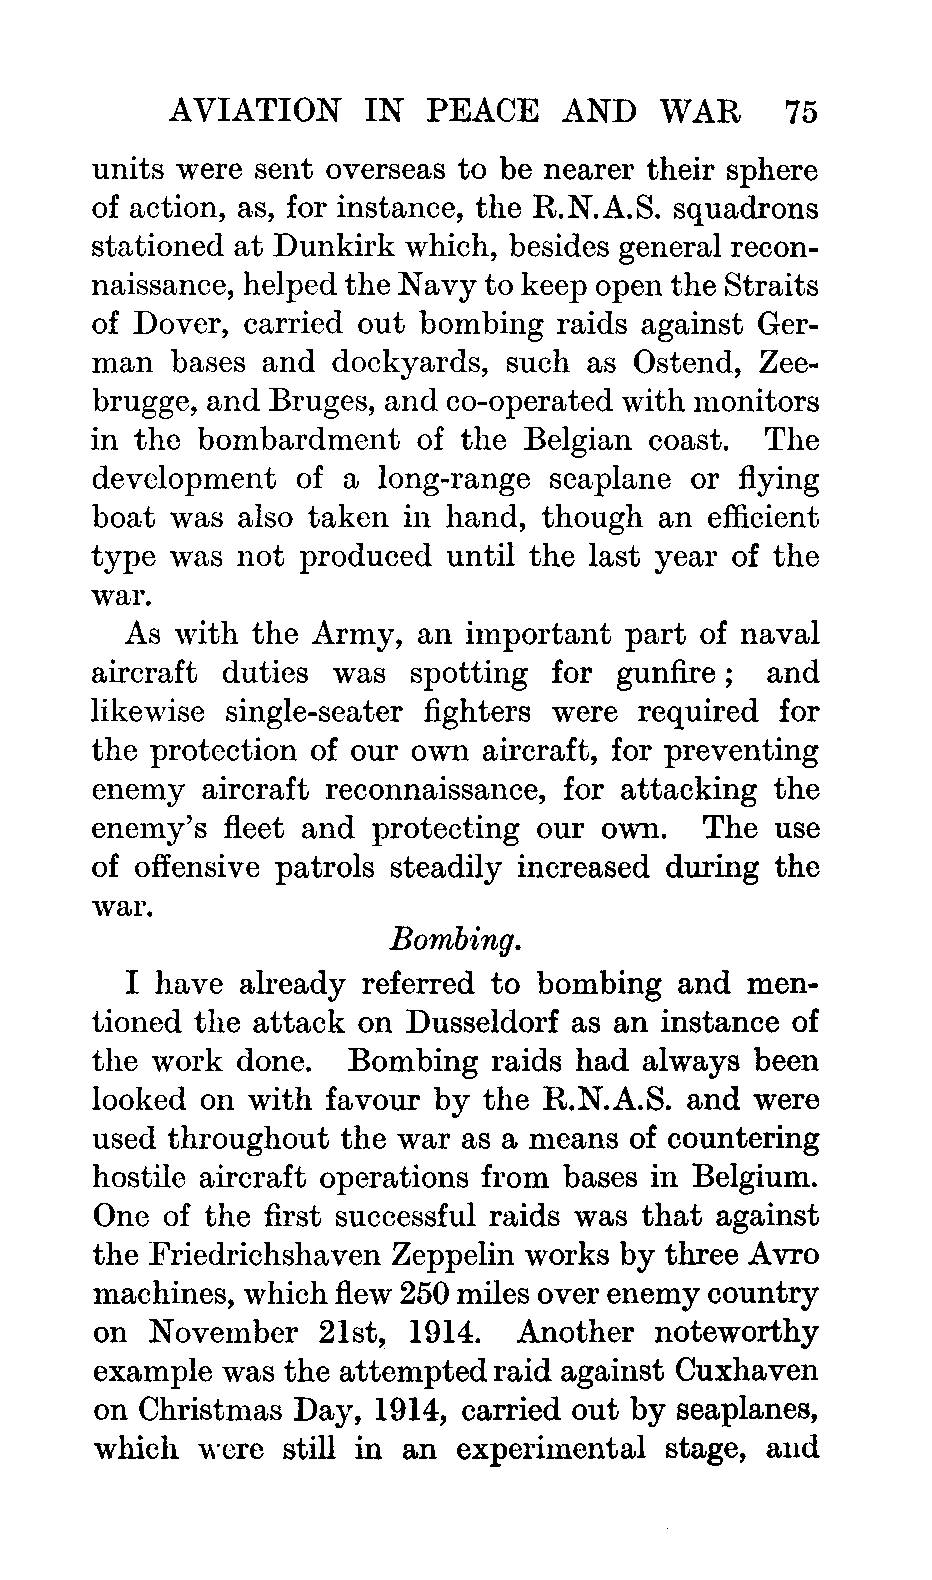 AVIATION IN PEACE AND WAR 75
units were sent overseas to be nearer their sphere
of action, as, for instance, the R.N.A.S. squadrons
stationed at Dunkirk which, besides general recon-
naissance, helped the Navy to keep open the Straits
of Dover, carried out bombing raids against Ger-
man bases and dockyards, such as Ostend, Zee-
brugge, and Bruges, and co-operated with monitors
in the bombardment of the Belgian coast. The
development of a long-range seaplane or flying
boat was also taken in hand, though an efficient
type was not produced until the last year of the
war.
As with the Army, an important part of naval
aircraft duties was spotting for gunfire ; and
likewise single-seater fighters were required for
the protection of our own aircraft, for preventing
enemy aircraft reconnaissance, for attacking the
enemy's fleet and protecting our own. The use
of offensive patrols steadily increased during the
war.
Bombing.
I have already referred to bombing and men-
tioned the attack on Dusseldorf as an instance of
the work done. Bombing raids had always been
looked on with favour by the R.N.A.S. and were
used throughout the war as a means of countering
hostile aircraft operations from bases in Belgium.
One of the first successful raids was that against
the Friedrichshaven Zeppelin works by three Avro
machines, which flew 250 miles over enemy country
on November 21st, 1914. Another noteworthy
example was the attempted raid against Cuxhaven
on Christmas Day, 1914, carried out by seaplanes,
which were still in an experimental stage, and